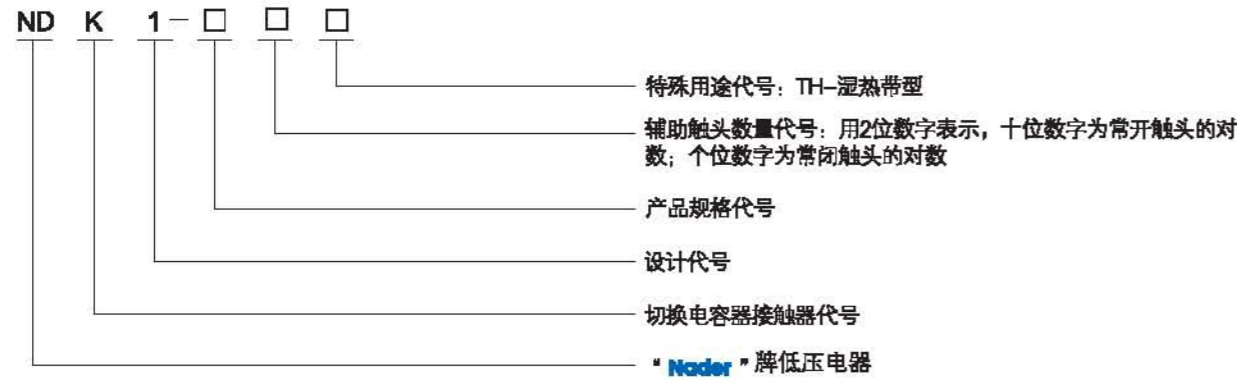 ND K 1－□ □ □
特殊用途代号：TH–湿热带型
辅助触头数量代号：用2位数字表示，十位数字为常开触头的对
数；个位数字为常闭触头的对数
产品规格代号
设计代号
切换电容器接触器代号
“Nader”牌低压电器